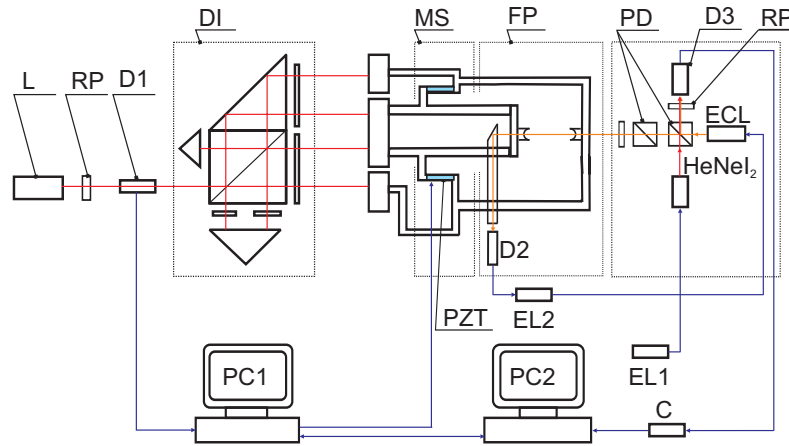 DI
MS
FP
PD
D3
RP
L
RP
D1
ECL
HeNeI₂
D2
PZT
EL2
EL1
PC1
PC2
C